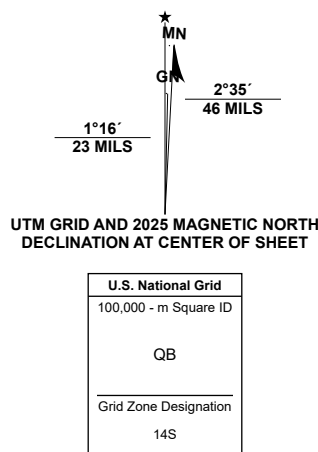 MN
GN
2°35´
46 MILS
1°16´
23 MILS
UTM GRID AND 2025 MAGNETIC NORTH
DECLINATION AT CENTER OF SHEET
U.S. National Grid
100,000 - m Square ID
QB
Grid Zone Designation
14S